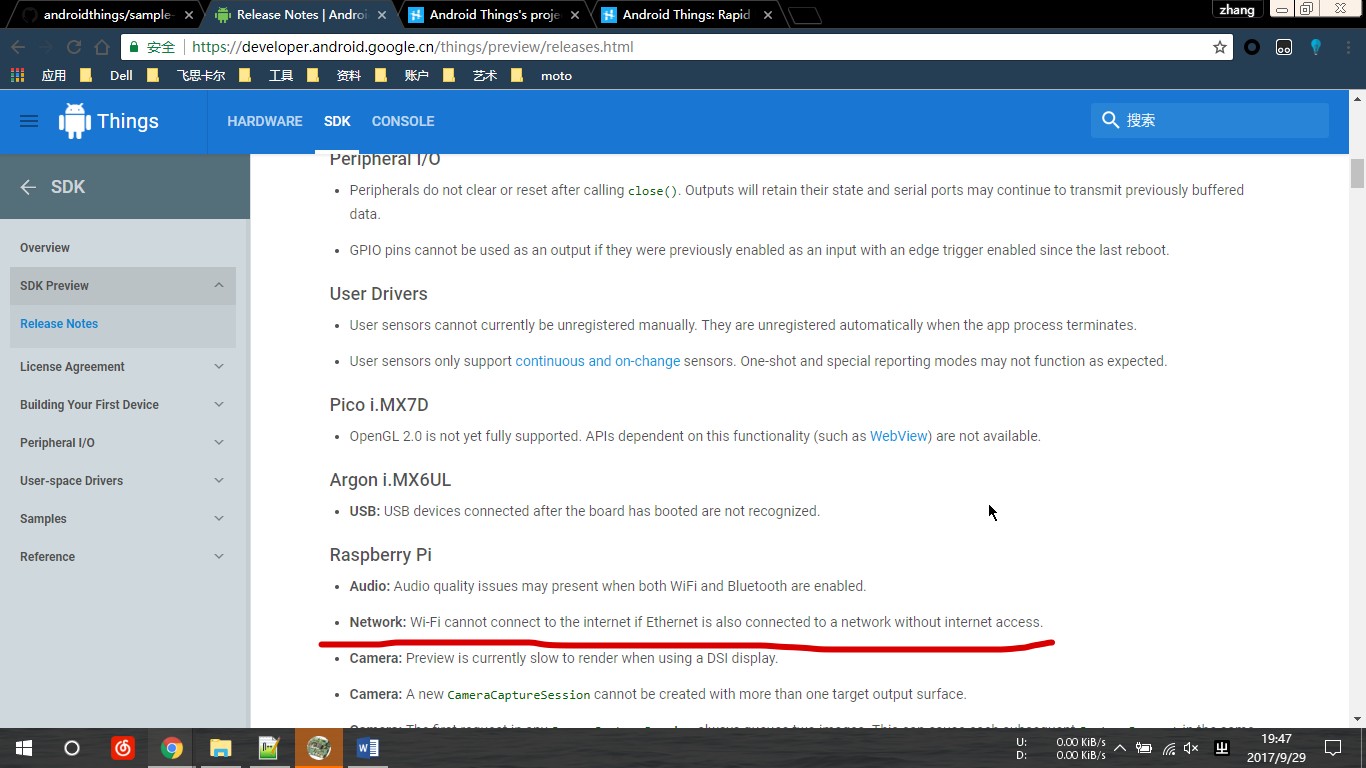 androidthings/sample-
Release Notes | Androi
Android Things's proje
Android Things: Rapid
zhang
安全
https://developer.android.google.cn/things/preview/releases.html
应用 Dell 飞思卡尔 工具 资料 账户 艺术 moto
Things
HARDWARE SDK CONSOLE
搜索
SDK
Overview
SDK Preview
Release Notes
License Agreement
Building Your First Device
Peripheral I/O
User-space Drivers
Samples
Reference
Peripheral I/O
Peripherals do not clear or reset after calling close(). Outputs will retain their state and serial ports may continue to transmit previously buffered
data.
GPIO pins cannot be used as an output if they were previously enabled as an input with an edge trigger enabled since the last reboot.
User Drivers
User sensors cannot currently be unregistered manually. They are unregistered automatically when the app process terminates.
User sensors only support continuous and on-change sensors. One-shot and special reporting modes may not function as expected.
Pico i.MX7D
OpenGL 2.0 is not yet fully supported. APIs dependent on this functionality (such as WebView) are not available.
Argon i.MX6UL
USB: USB devices connected after the board has booted are not recognized.
Raspberry Pi
Audio: Audio quality issues may present when both WiFi and Bluetooth are enabled.
Network: Wi-Fi cannot connect to the internet if Ethernet is also connected to a network without internet access.
Camera: Preview is currently slow to render when using a DSI display.
Camera: A new CameraCaptureSession cannot be created with more than one target output surface.
U: 0.00 KiB/s
D: 0.00 KiB/s
19:47
2017/9/29